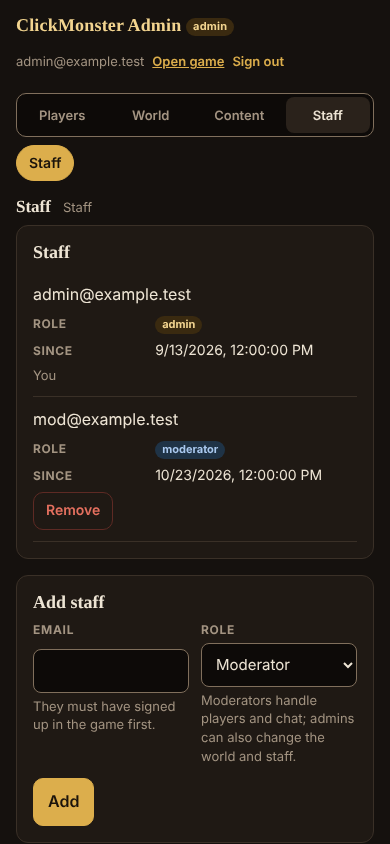 ClickMonster Admin admin
admin@example.test Open game Sign out
Players World Content Staff
Staff
Staff Staff
Staff
admin@example.test
ROLE admin
SINCE 9/13/2026, 12:00:00 PM
You
mod@example.test
ROLE moderator
SINCE 10/23/2026, 12:00:00 PM
Remove
Add staff
EMAIL ROLE
Moderator
They must have signed
up in the game first.
Moderators handle
players and chat; admins
can also change the
world and staff.
Add